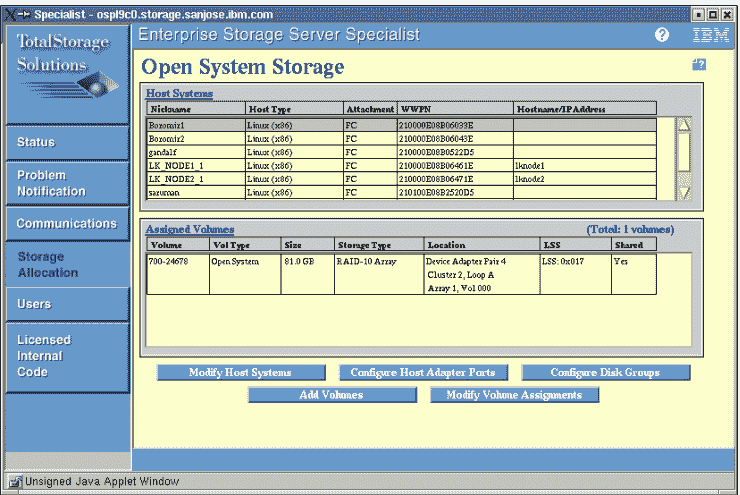 Specialist - ospl9c0.storage.sanjose.ibm.com
TotalStorage
Solutions
Enterprise Storage Server Specialist
?
IBM
Open System Storage
?
Host Systems
Nickname Host Type Attachment WWPN Hostname/IPAddress
Boromir1 Linux (x86) FC 210000E08B06033E
Boromir2 Linux (x86) FC 210000E08B06043E
gandalf Linux (x86) FC 210000E08B0522D5
LK_NODE1_1 Linux (x86) FC 210000E08B06461E lknode1
LK_NODE2_1 Linux (x86) FC 210000E08B06471E lknode2
saruman Linux (x86) FC 210100E08B2520D5
Status
Problem
Notification
Communications
Storage
Allocation
Users
Licensed
Internal
Code
Assigned Volumes (Total: 1 volumes)
Volume Vol Type Size Storage Type Location LSS Shared
700-24678 Open System 81.0 GB RAID-10 Array Device Adapter Pair 4 LSS: 0x017 Yes
Cluster 2, Loop A
Array 1, Vol 000
Modify Host Systems Configure Host Adapter Ports Configure Disk Groups
Add Volumes Modify Volume Assignments
Unsigned Java Applet Window